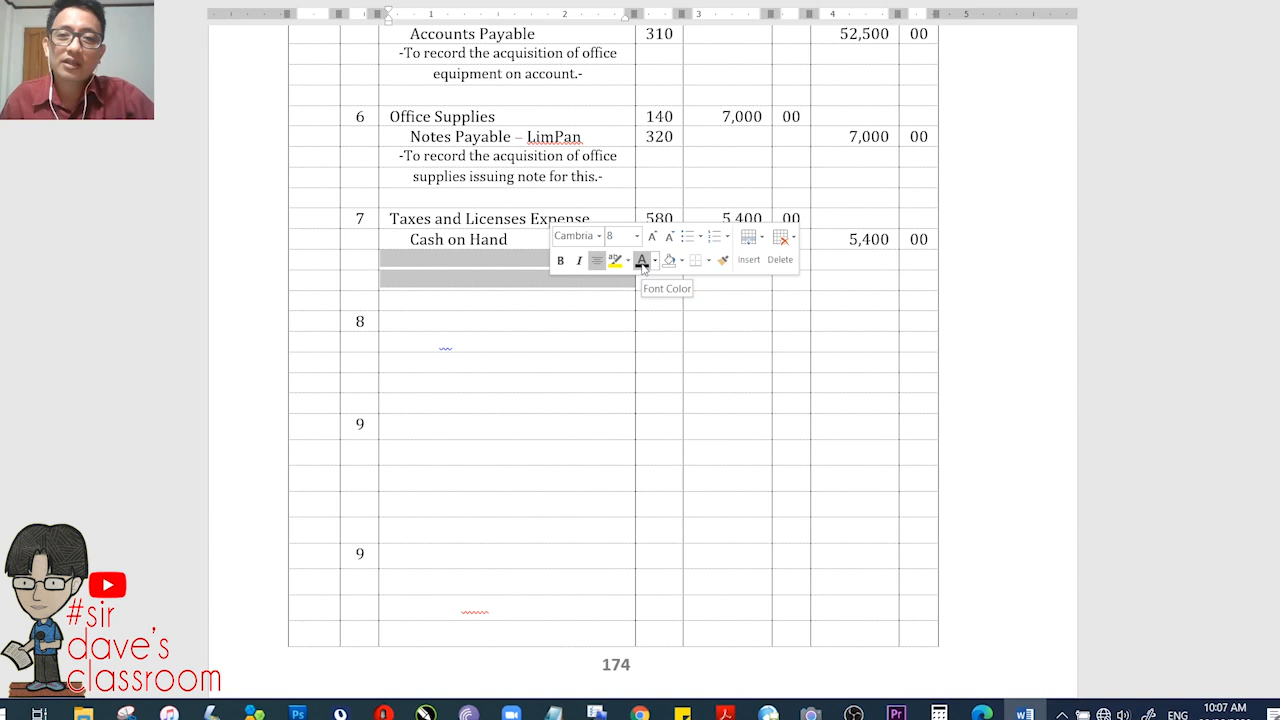 1 2 3 4 5
Accounts Payable 310 52,500 00
-To record the acquisition of office
equipment on account.-
6 Office Supplies 140 7,000 00
Notes Payable – LimPan 320 7,000 00
-To record the acquisition of office
supplies issuing note for this.-
7 Taxes and Licenses Expense 580 5,400 00
Cash on Hand 5,400 00
Cambria 8 A A
B I ab A Insert Delete
Font Color
8
9
9
174
#sir
dave's
classroom
Ps Pr W
ENG 10:07 AM